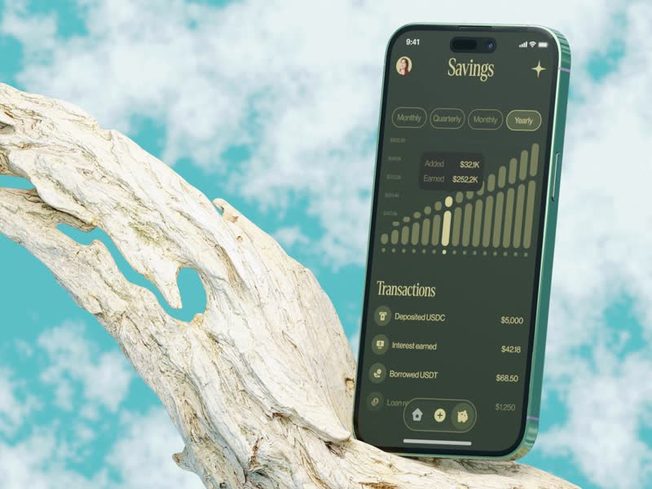 9:41
Savings
Monthly
Quarterly
Monthly
Yearly
Added $32,1K
Earned $252,2K
Transactions
Deposited USDC $5,000
Interest earned $42.18
Borrowed USDT $68.50
Loan $1,250